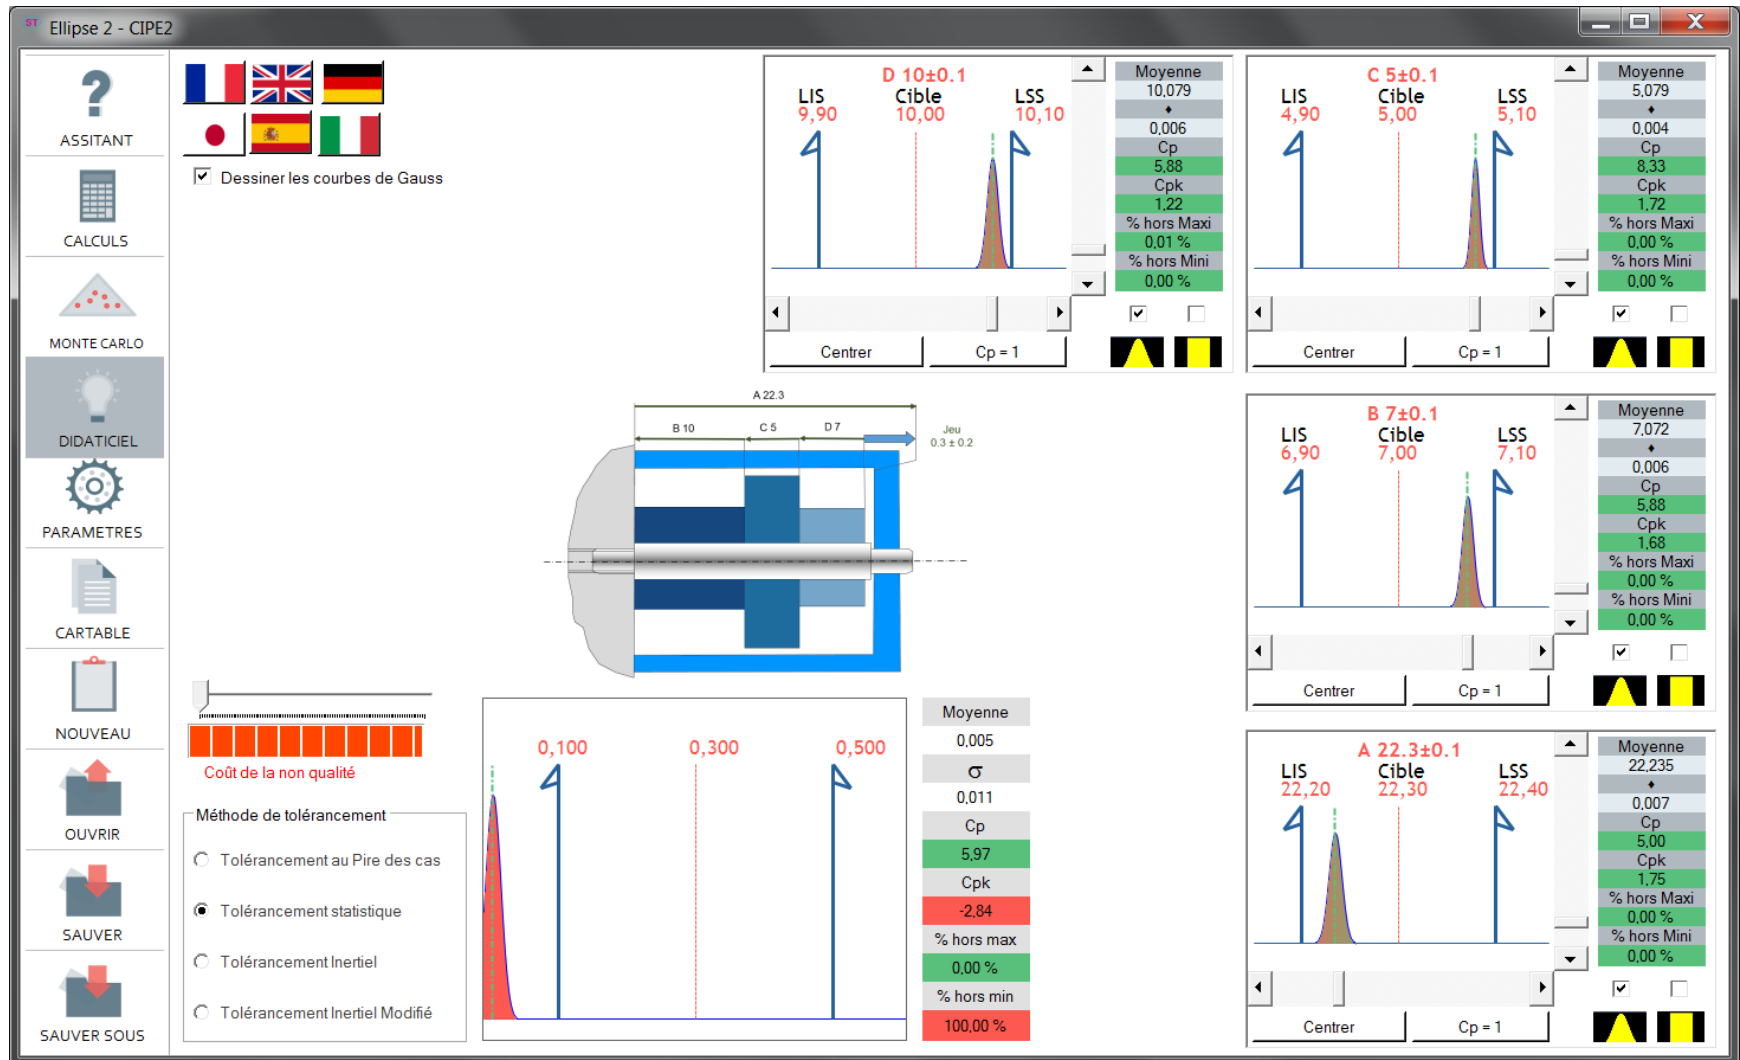 ST Ellipse 2 - CIPE2
?
ASSITANT
CALCULS
MONTE CARLO
DIDATICIEL
PARAMETRES
CARTABLE
NOUVEAU
OUVRIR
SAUVER
SAUVER SOUS
Dessiner les courbes de Gauss
D 10±0.1
LIS Cible LSS
9,90 10,00 10,10
Centrer Cp = 1
Moyenne
10,079
♦
0,006
Cp
5,88
Cpk
1,22
% hors Maxi
0,01 %
% hors Mini
0,00 %
C 5±0.1
LIS Cible LSS
4,90 5,00 5,10
Centrer Cp = 1
Moyenne
5,079
♦
0,004
Cp
8,33
Cpk
1,72
% hors Maxi
0,00 %
% hors Mini
0,00 %
A 22.3
B 10 C 5 D 7
Jeu
0.3 ± 0.2
B 7±0.1
LIS Cible LSS
6,90 7,00 7,10
Centrer Cp = 1
Moyenne
7,072
♦
0,006
Cp
5,88
Cpk
1,68
% hors Maxi
0,00 %
% hors Mini
0,00 %
Coût de la non qualité
Méthode de tolérancement
Tolérancement au Pire des cas
Tolérancement statistique
Tolérancement Inertiel
Tolérancement Inertiel Modifié
0,100 0,300 0,500
Moyenne
0,005
σ
0,011
Cp
5,97
Cpk
-2,84
% hors max
0,00 %
% hors min
100,00 %
A 22.3±0.1
LIS Cible LSS
22,20 22,30 22,40
Centrer Cp = 1
Moyenne
22,235
♦
0,007
Cp
5,00
Cpk
1,75
% hors Maxi
0,00 %
% hors Mini
0,00 %